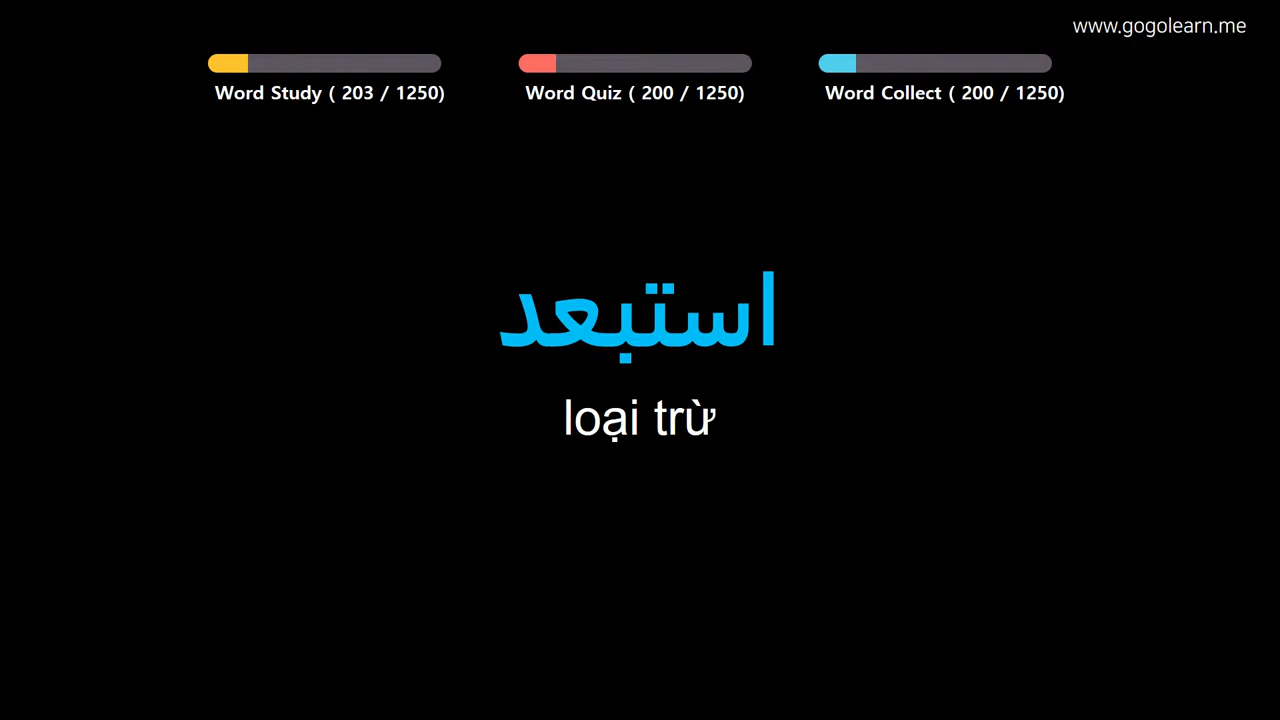 www.gogolearn.me
Word Study ( 203 / 1250)
Word Quiz ( 200 / 1250)
Word Collect ( 200 / 1250)
استبعد
loại trừ